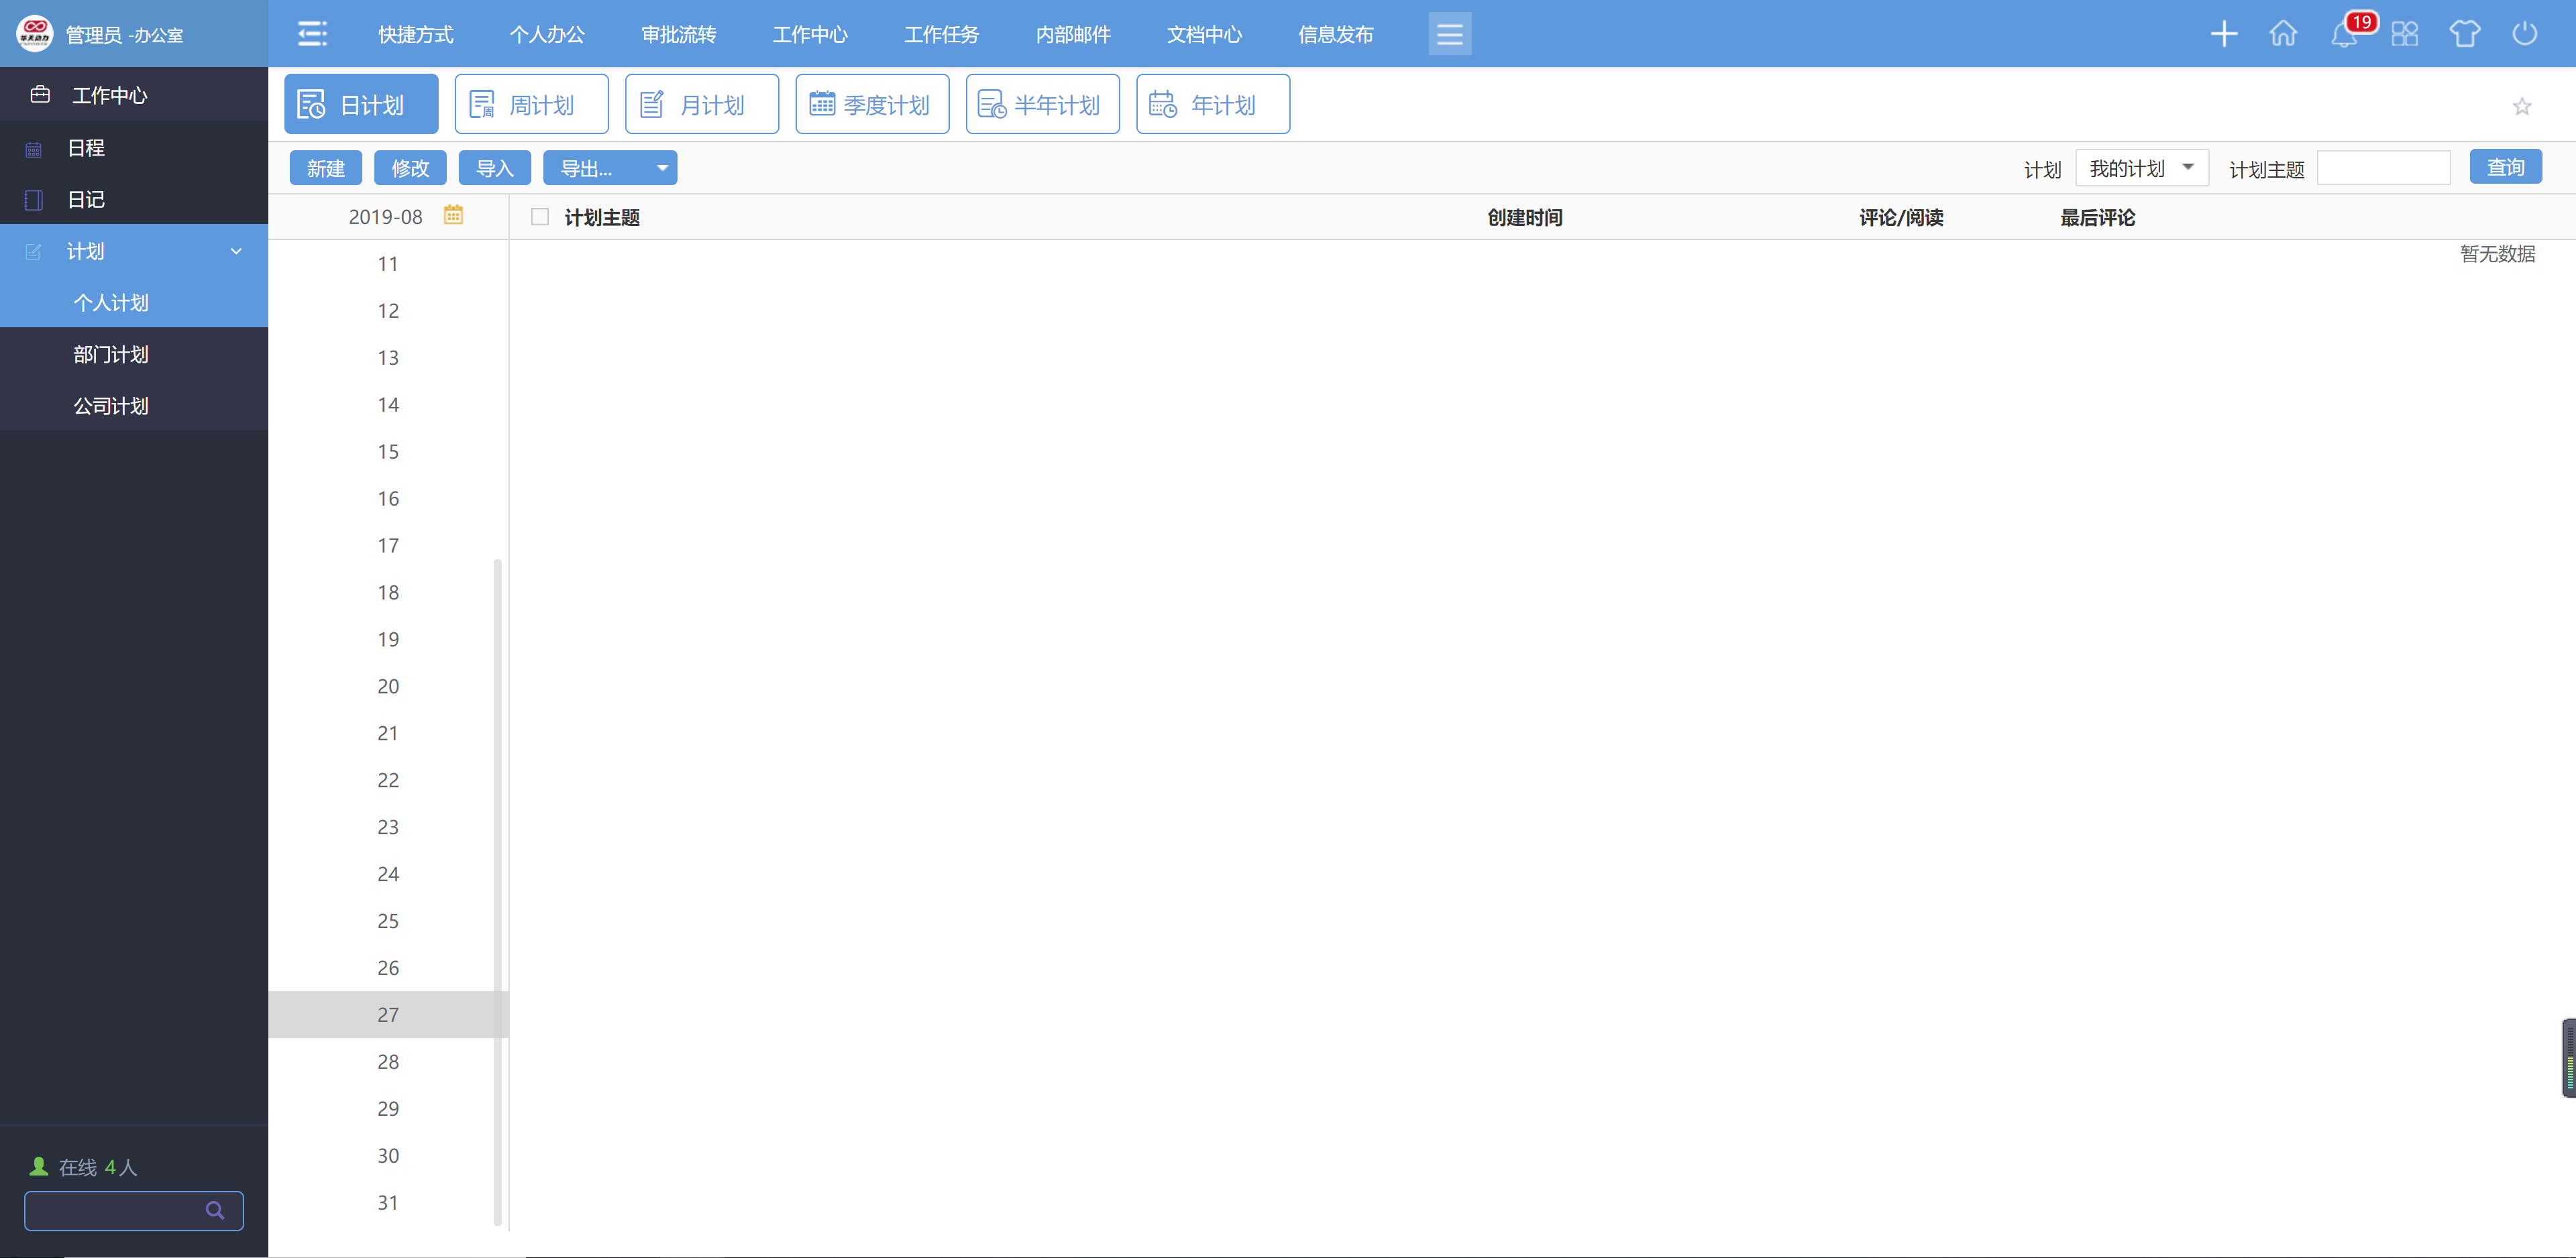 管理员 -办公室
快捷方式 个人办公 审批流转 工作中心 工作任务 内部邮件 文档中心 信息发布
19
工作中心
日程
日记
计划
个人计划
部门计划
公司计划
在线 4人
日计划 周计划 月计划 季度计划 半年计划 年计划
新建 修改 导入 导出...
计划 我的计划 计划主题 查询
2019-08 计划主题 创建时间 评论/阅读 最后评论
暂无数据
11
12
13
14
15
16
17
18
19
20
21
22
23
24
25
26
27
28
29
30
31